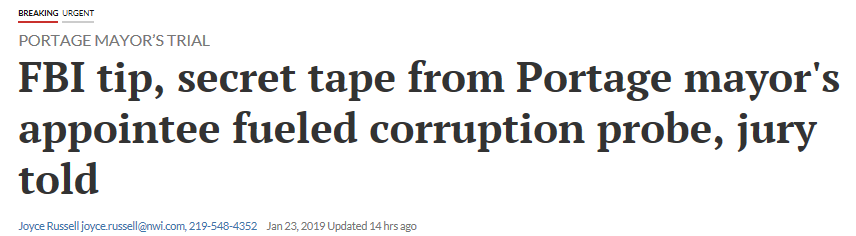 BREAKING URGENT
PORTAGE MAYOR'S TRIAL
FBI tip, secret tape from Portage mayor's
appointee fueled corruption probe, jury
told
Joyce Russell joyce.russell@nwi.com, 219-548-4352 Jan 23, 2019 Updated 14 hrs ago